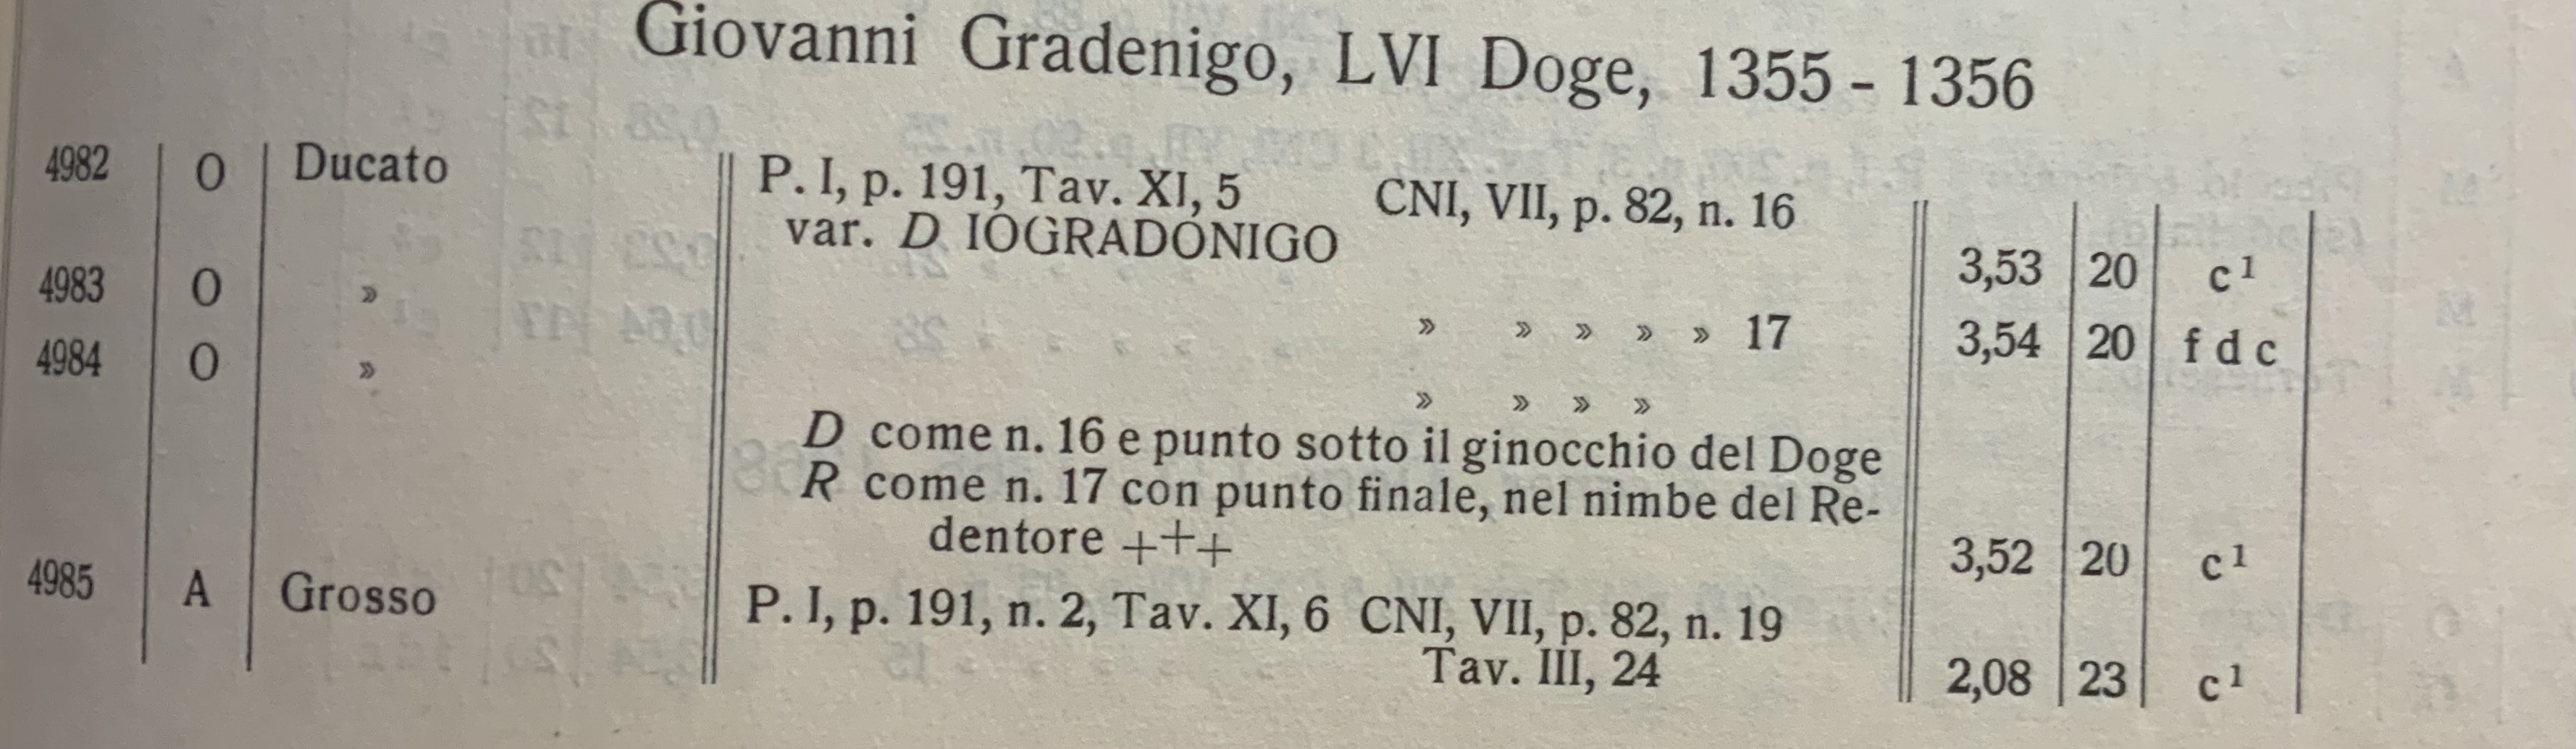 Giovanni Gradenigo, LVI Doge, 1355 - 1356
4982 O Ducato P. I, p. 191, Tav. XI, 5 CNI, VII, p. 82, n. 16
var. D IOGRADONIGO 3,53 20 c¹
4983 O » » » » » » 17 3,54 20 f d c
4984 O » » » » »
D come n. 16 e punto sotto il ginocchio del Doge
R come n. 17 con punto finale, nel nimbe del Re-
dentore +++ 3,52 20 c¹
4985 A Grosso P. I, p. 191, n. 2, Tav. XI, 6 CNI, VII, p. 82, n. 19
Tav. III, 24 2,08 23 c¹